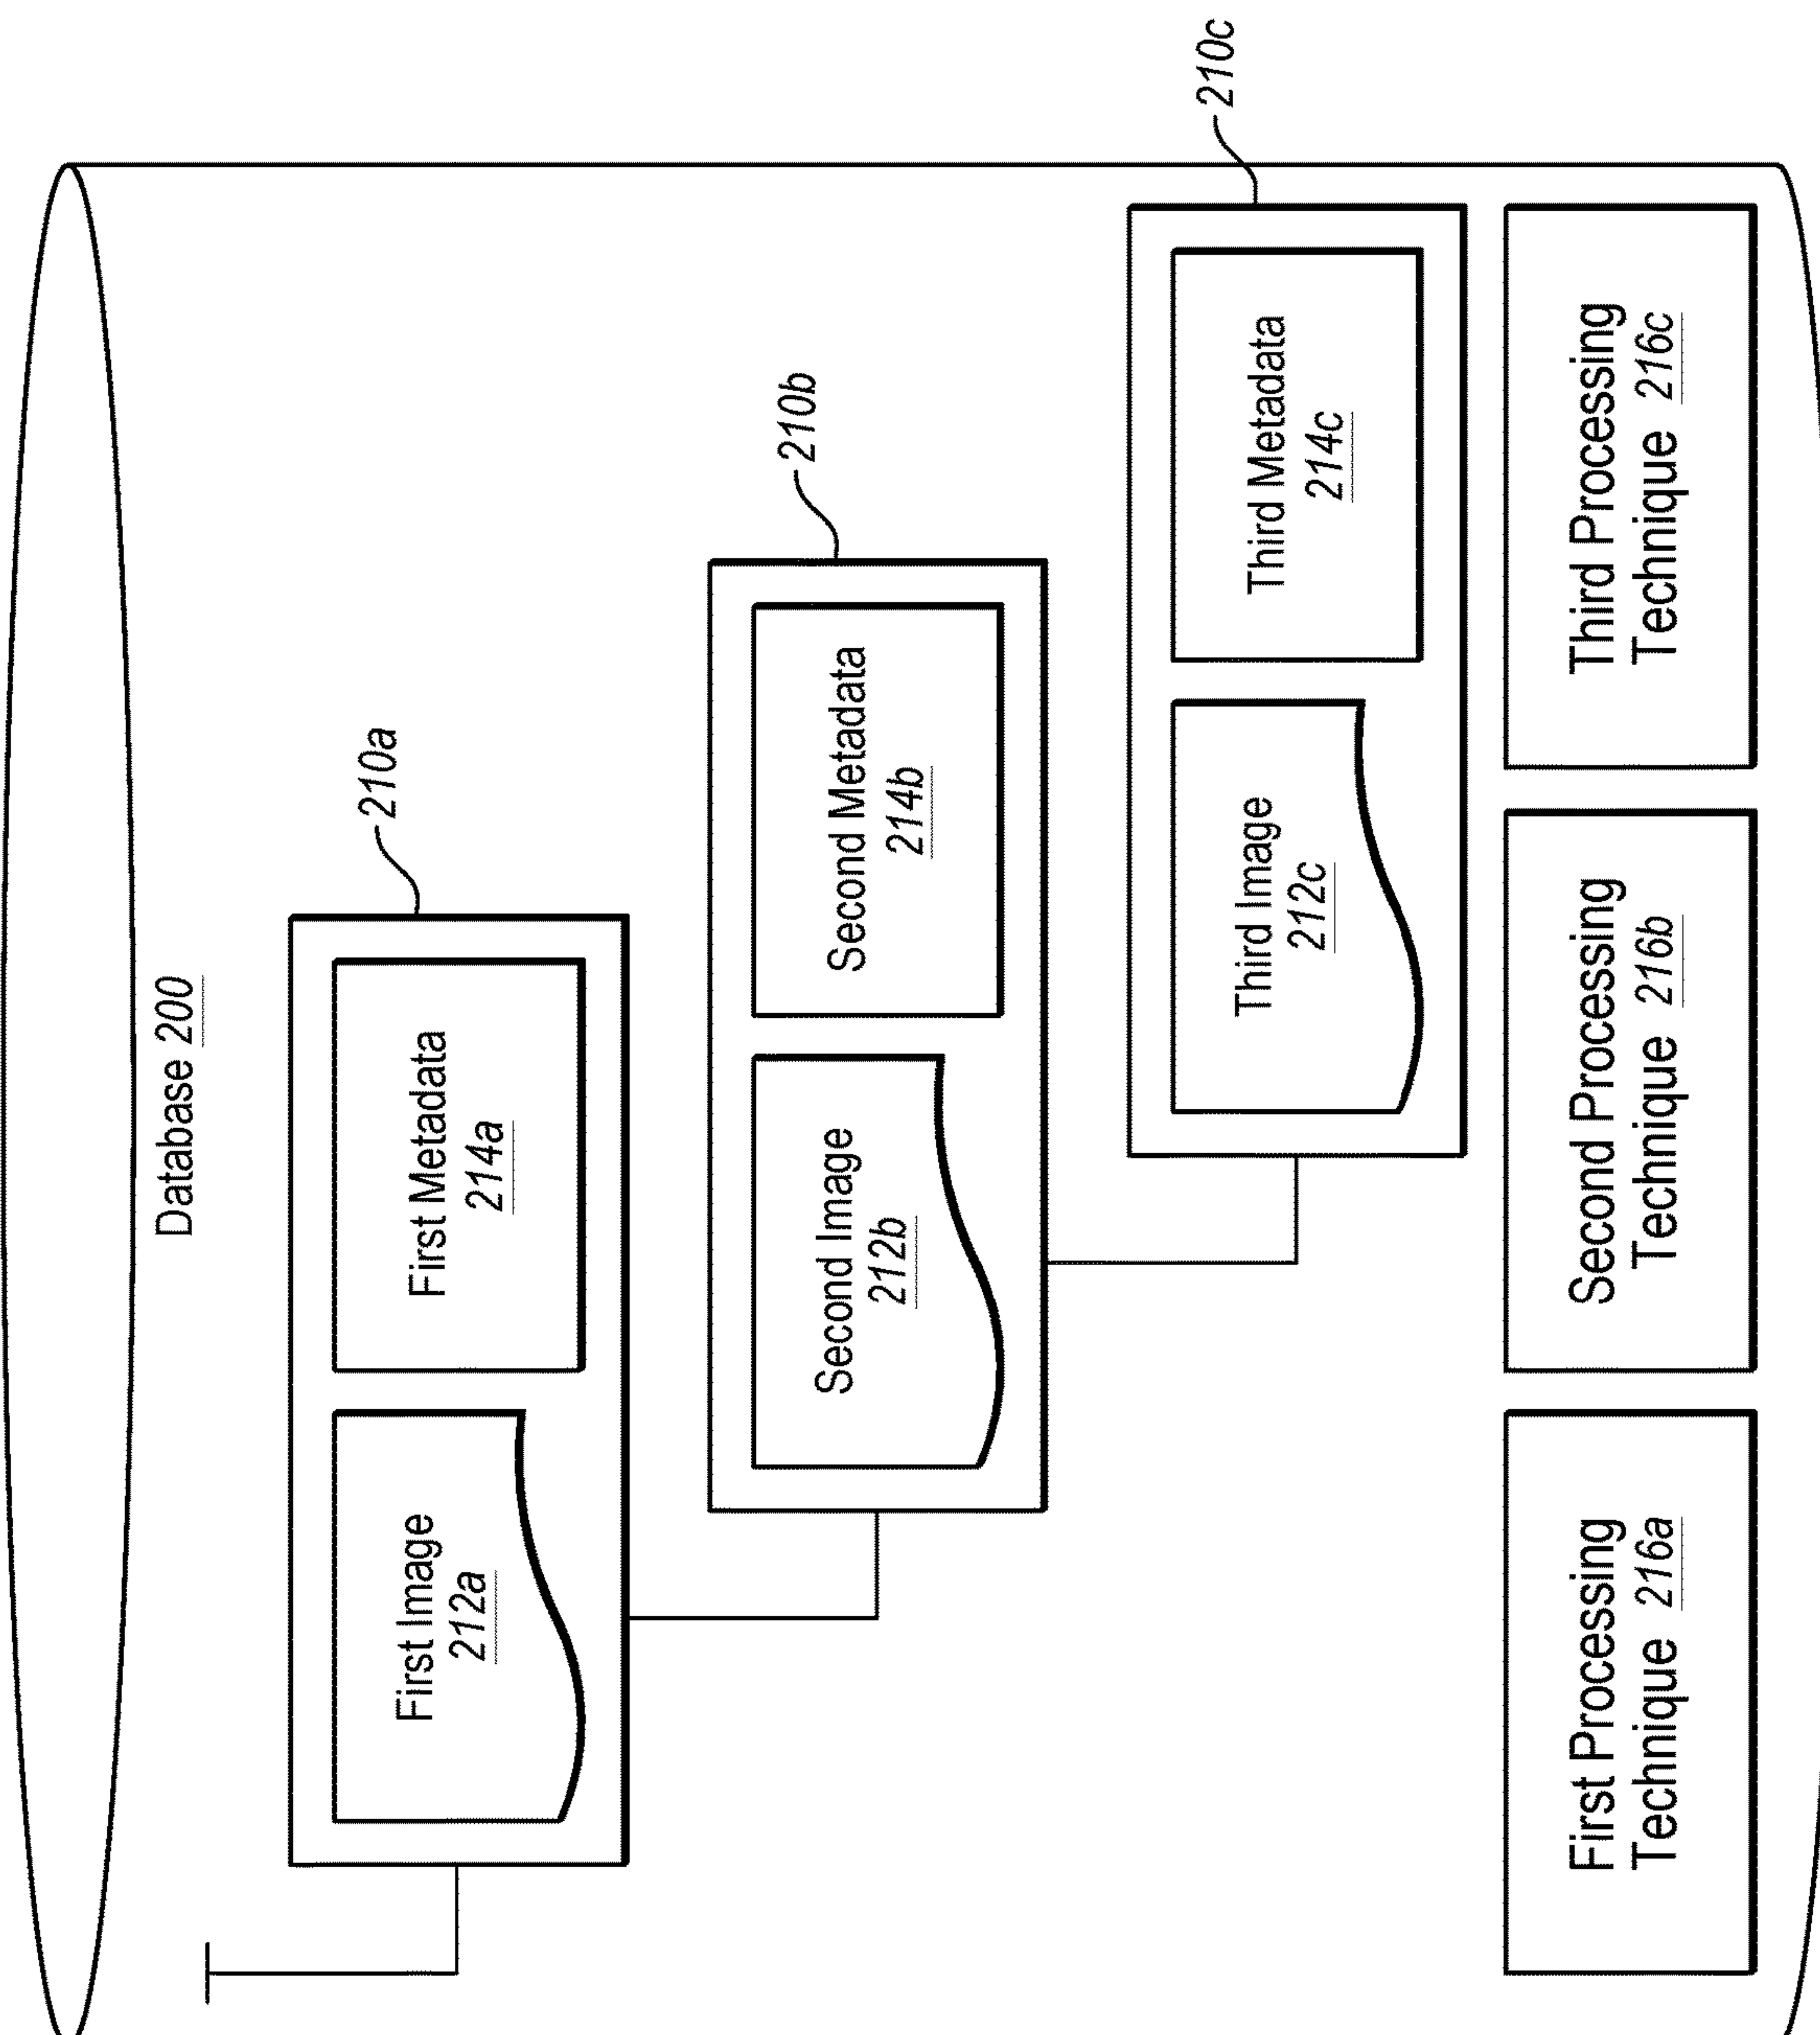 Database 200
210a
First Image
212a
First Metadata
214a
210b
Second Image
212b
Second Metadata
214b
210c
Third Image
212c
Third Metadata
214c
First Processing
Technique 216a
Second Processing
Technique 216b
Third Processing
Technique 216c